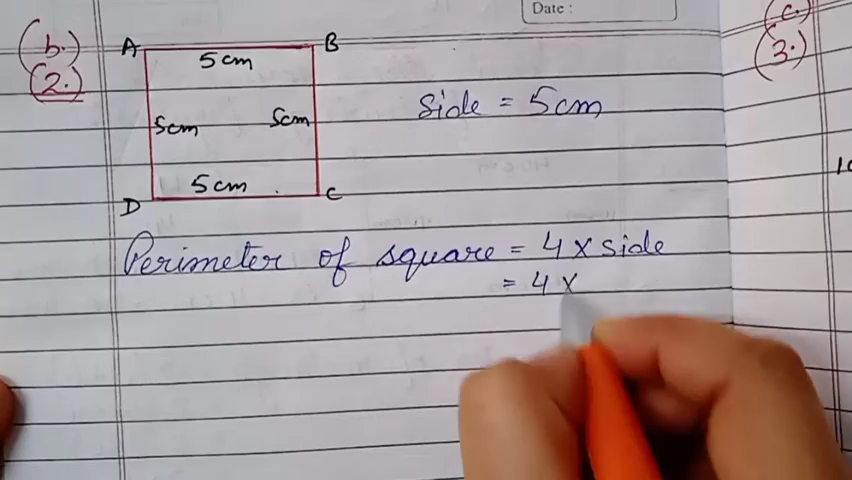 Date :
(b.)
(2.)
A B
5 cm
5cm 5cm
5 cm
D C
Side = 5cm
Perimeter of square = 4 x side
= 4 x
(c.)
(3.)